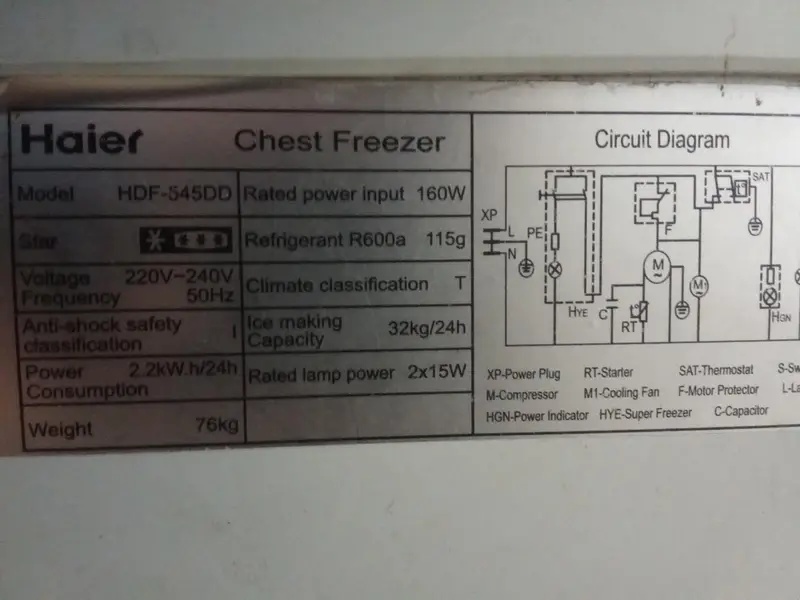 Haier Chest Freezer
Model HDF-545DD Rated power input 160W
Star Refrigerant R600a 115g
Voltage 220V~240V
Frequency 50Hz
Climate classification T
Anti-shock safety
classification I
Ice making
Capacity 32kg/24h
Power 2.2kW.h/24h
Consumption
Rated lamp power 2x15W
Weight 76kg
Circuit Diagram
SAT
t°
XP
L
N
PE
F
M
~
M1
HYE
C
t°
RT
HGN
XP-Power Plug RT-Starter SAT-Thermostat
M-Compressor M1-Cooling Fan F-Motor Protector
HGN-Power Indicator HYE-Super Freezer C-Capacitor